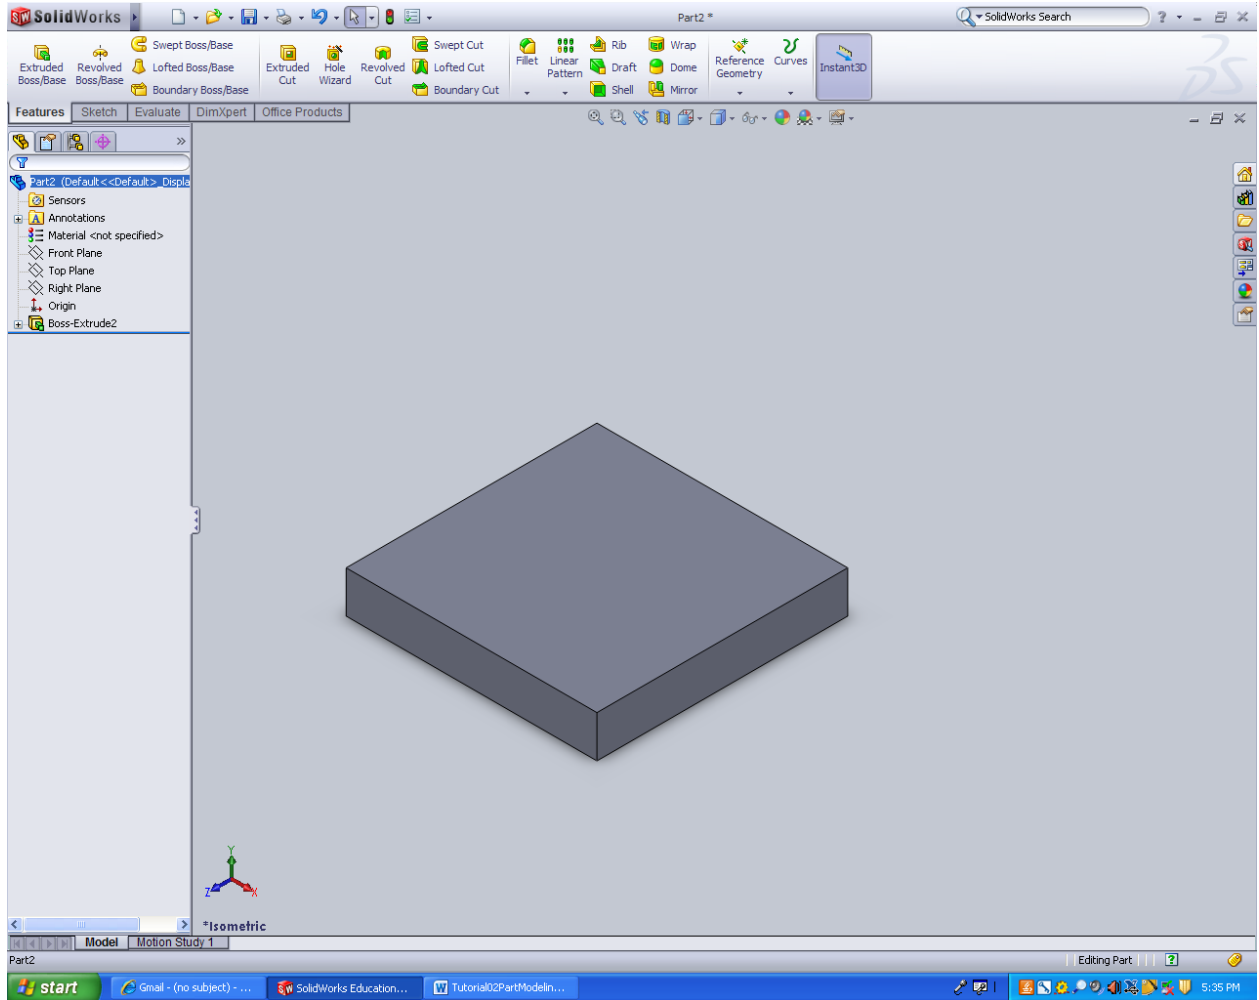 SolidWorks
Part2 *
SolidWorks Search
?
Extruded Boss/Base
Revolved Boss/Base
Swept Boss/Base
Lofted Boss/Base
Boundary Boss/Base
Extruded Cut
Hole Wizard
Revolved Cut
Swept Cut
Lofted Cut
Boundary Cut
Fillet
Linear Pattern
Rib
Draft
Shell
Wrap
Dome
Mirror
Reference Geometry
Curves
Instant3D
Features Sketch Evaluate DimXpert Office Products
Part2 (Default<<Default>_Displa
Sensors
Annotations
Material <not specified>
Front Plane
Top Plane
Right Plane
Origin
Boss-Extrude2
Y
Z
X
*Isometric
Model Motion Study 1
Part2
Editing Part
?
start
Gmail - (no subject) - ...
SolidWorks Education...
Tutorial02PartModelin...
5:35 PM